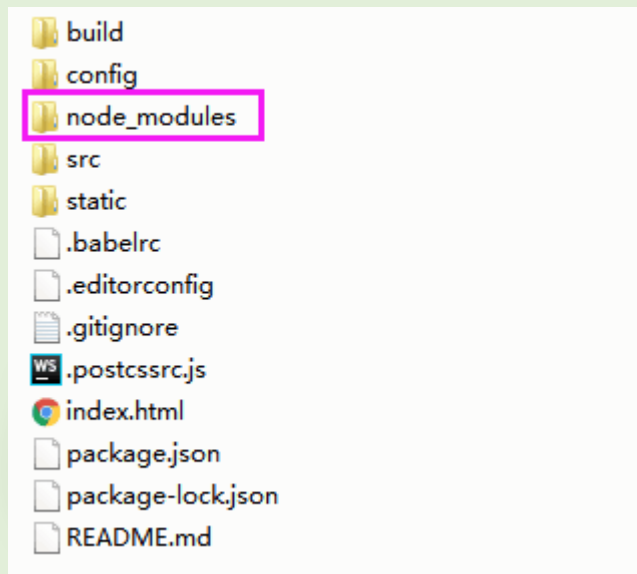 build
config
node_modules
src
static
.babelrc
.editorconfig
.gitignore
WS .postcssrc.js
index.html
package.json
package-lock.json
README.md